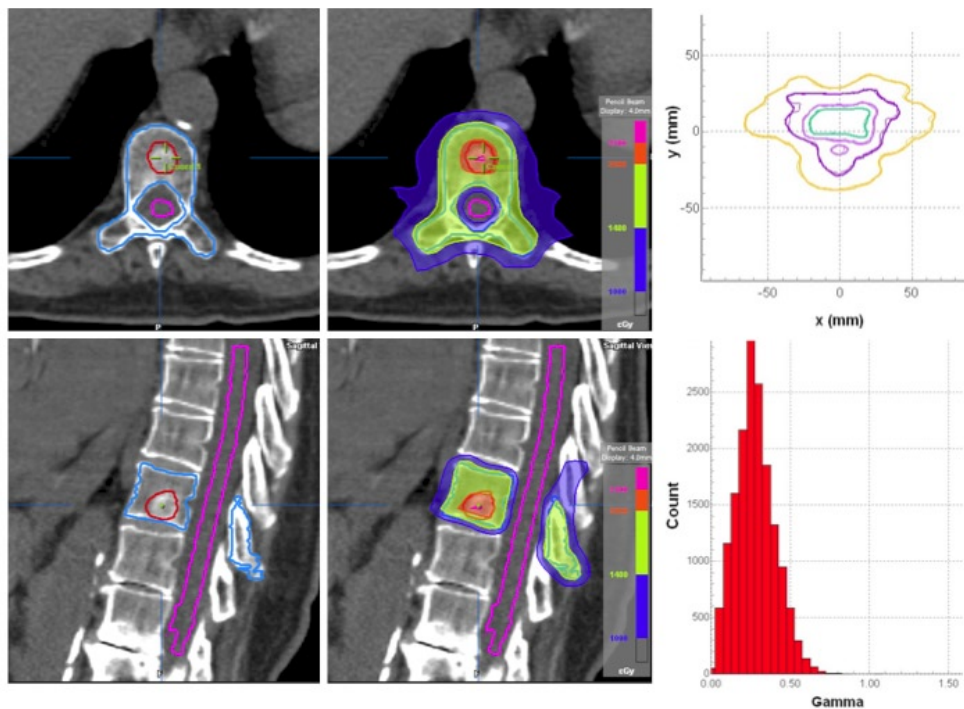 Pencil Beam
Display: 4.0mm
1400
1000
cGy
P
50
0
-50
y (mm)
-50
0
50
x (mm)
Sagittal
Sagittal View
Pencil Beam
Display: 4.0mm
1400
1000
cGy
2500
2000
1500
1000
500
0
Count
0.00
0.50
1.00
1.50
Gamma